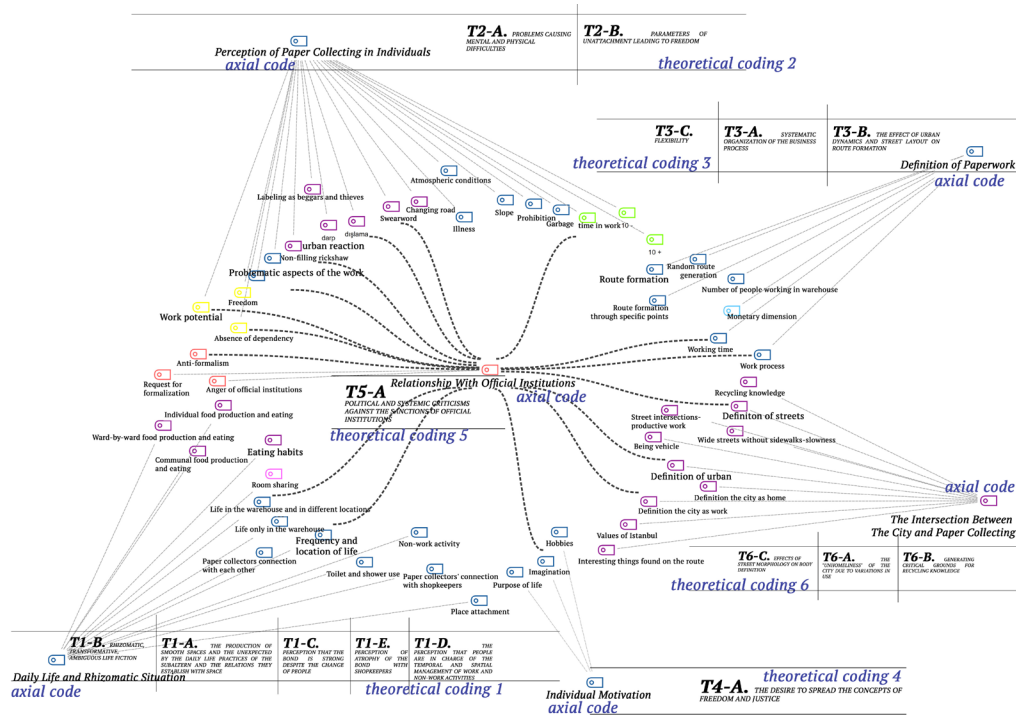 T2-A. PROBLEMS CAUSING
MENTAL AND PHYSICAL
DIFFICULTIES
T2-B. PARAMETERS OF
UNATTACHMENT LEADING TO FREEDOM
Perception of Paper Collecting in Individuals
axial code
theoretical coding 2
T3-C.
FLEXIBILITY
T3-A. SYSTEMATIC
ORGANIZATION OF THE BUSINESS
PROCESS
T3-B. THE EFFECT OF URBAN
DYNAMICS AND STREET LAYOUT ON
ROUTE FORMATION
theoretical coding 3
Definition of Paperwork
axial code
Atmospheric conditions
Labeling as beggars and thieves
Swearword
Changing road
Illness
Slope
Prohibition
Garbage
time in work
10 -
darp
dışlama
urban reaction
10 +
Non-filling rickshaw
Problematic aspects of the work
Random route
generation
Route formation
Number of people working in warehouse
Freedom
Work potential
Route formation
through specific points
Monetary dimension
Absence of dependency
Working time
Anti-formalism
Work process
Request for
formalization
Anger of official institutions
Relationship With Official Institutions
axial code
T5-A
POLITICAL AND SYSTEMIC CRITICISMS
AGAINST THE SANCTIONS OF OFFICIAL
INSTITUTIONS
theoretical coding 5
Recycling knowledge
Individual food production and eating
Street intersections-
productive work
Definiton of streets
Ward-by-ward food production and eating
Being vehicle
Wide streets without sidewalks-slowness
Eating habits
Communal food production
and eating
Room sharing
Definition of urban
Definition the city as home
axial code
Life in the warehouse and in different locations
Definition the city as work
Life only in the warehouse
Values of Istanbul
The Intersection Between
The City and Paper Collecting
Frequency and
location of life
Non-work activity
Hobbies
Interesting things found on the route
Paper collectors connection
with each other
Toilet and shower use
Paper collectors' connection
with shopkeepers
Imagination
Purpose of life
Place attachment
T6-C. EFFECTS OF
STREET MORPHOLOGY ON BODY
DEFINITION
T6-A. THE
"UNHOMELINESS" OF THE
CITY DUE TO VARIATIONS IN
USE
T6-B. GENERATING
CRITICAL GROUNDS FOR
RECYCLING KNOWLEDGE
theoretical coding 6
T1-B. RHIZOMATIC,
TRANSFORMATIVE,
AMBIGUOUS LIFE FICTION
T1-A. THE PRODUCTION OF
SMOOTH SPACES AND THE UNEXPECTED
BY THE DAILY LIFE PRACTICES OF THE
SUBALTERN AND THE RELATIONS THEY
ESTABLISH WITH SPACE
T1-C.
PERCEPTION THAT THE
BOND IS STRONG
DESPITE THE CHANGE
OF PEOPLE
T1-E.
PERCEPTION OF
ATROPHY OF THE
BOND WITH
SHOPKEEPERS
T1-D. THE
PERCEPTION THAT PEOPLE
ARE IN CHARGE OF THE
TEMPORAL AND SPATIAL
MANAGEMENT OF WORK AND
NON-WORK ACTIVITIES
Daily Life and Rhizomatic Situation
axial code
theoretical coding 1
Individual Motivation
axial code
theoretical coding 4
T4-A. THE DESIRE TO SPREAD THE CONCEPTS OF
FREEDOM AND JUSTICE